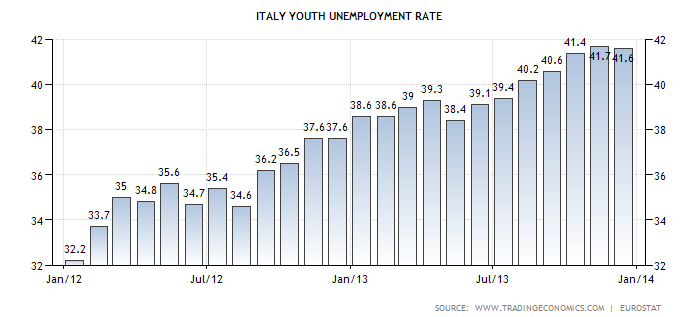 ITALY YOUTH UNEMPLOYMENT RATE
42 42
40 40
38 38
36 36
34 34
32 32
32.2 33.7 35 34.8 35.6 34.7 35.4 34.6 36.2 36.5 37.6 37.6 38.6 38.6 39 39.3 38.4 39.1 39.4 40.2 40.6 41.4 41.7 41.6
Jan/12 Jul/12 Jan/13 Jul/13 Jan/14
SOURCE: WWW.TRADINGECONOMICS.COM | EUROSTAT